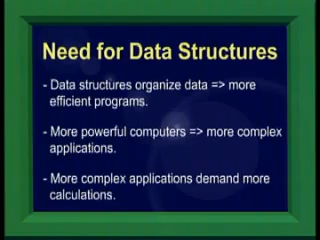 Need for Data Structures
- Data structures organize data => more
efficient programs.
- More powerful computers => more complex
applications.
- More complex applications demand more
calculations.